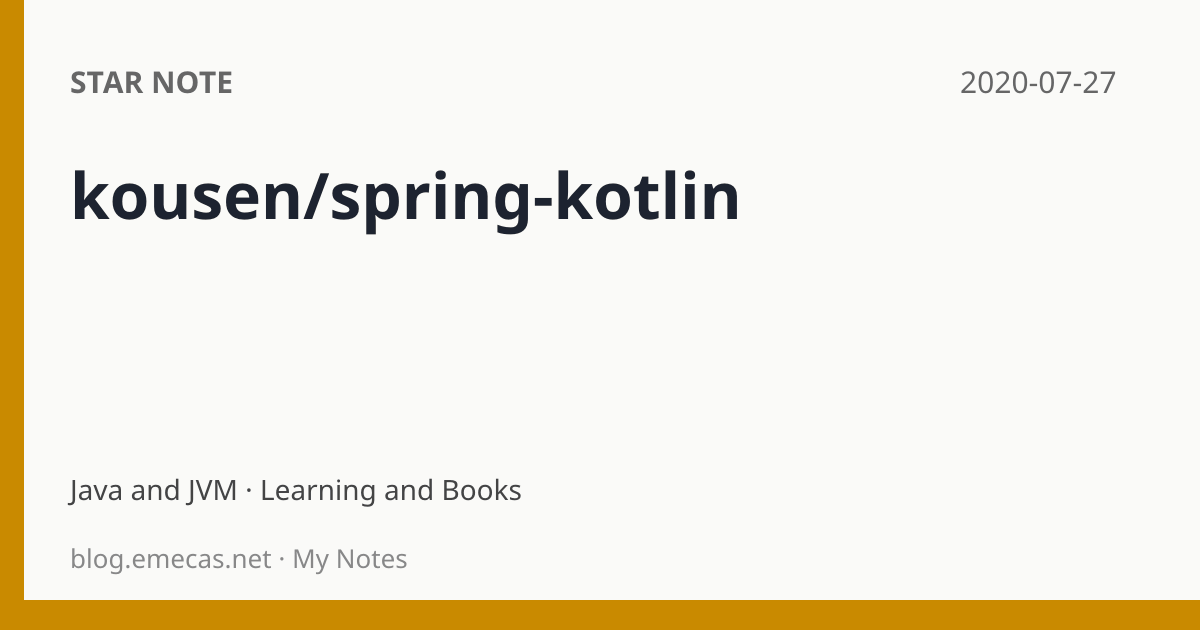 STAR NOTE
2020-07-27
kousen/spring-kotlin
Java and JVM · Learning and Books
blog.emecas.net · My Notes